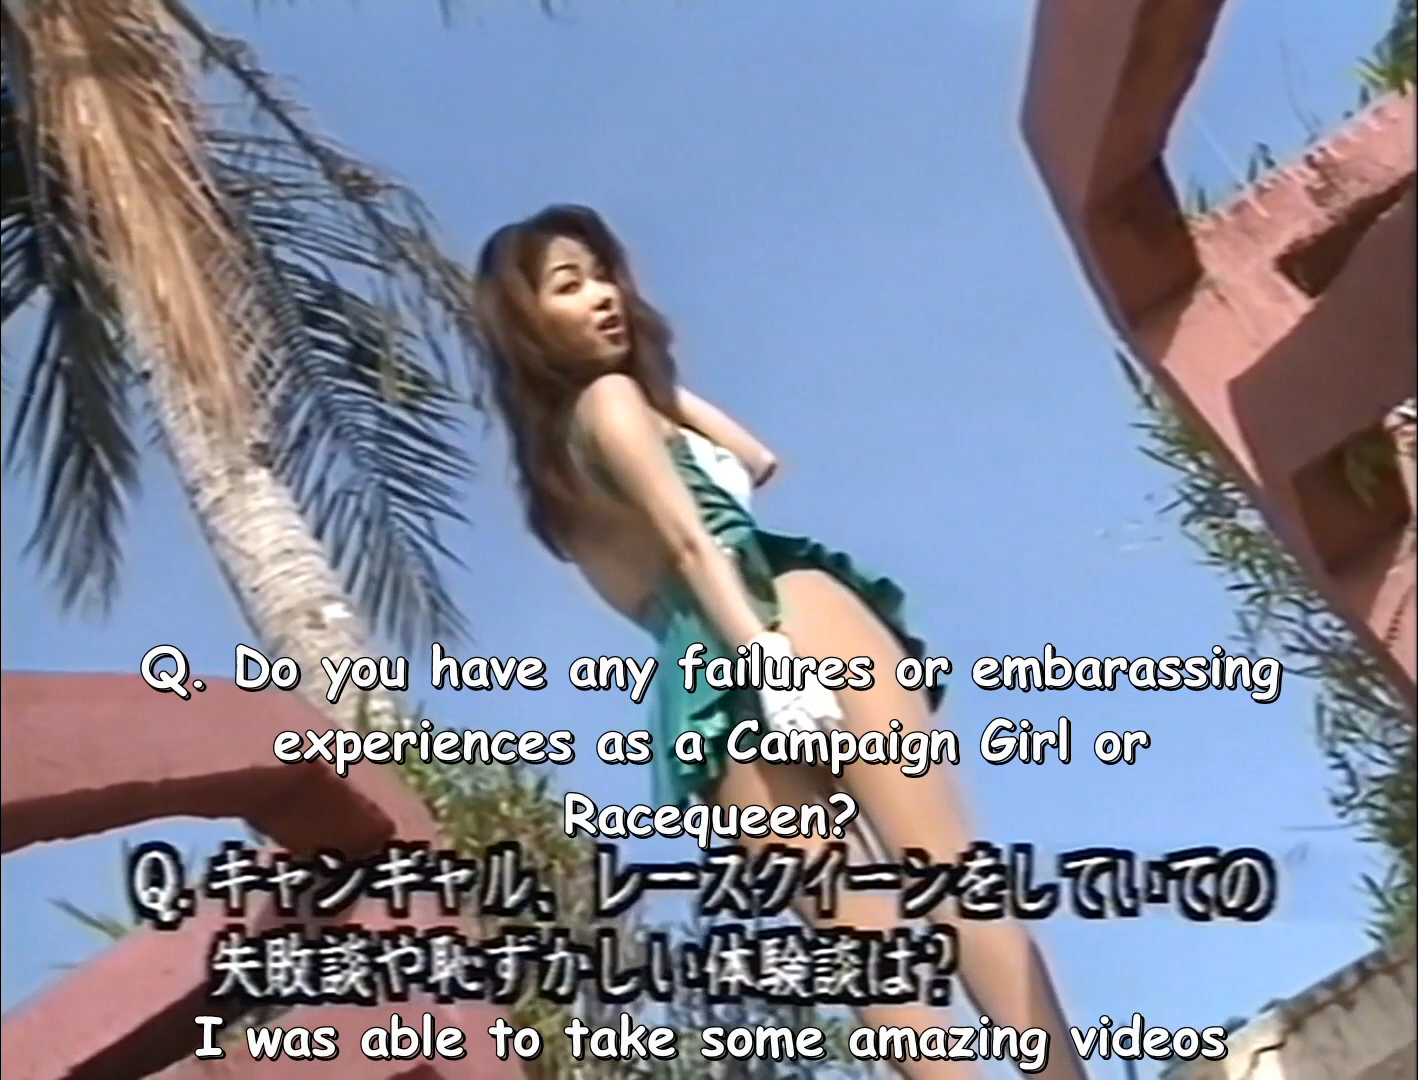 Q. Do you have any failures or embarassing
experiences as a Campaign Girl or
Racequeen?
Q.キャンギャル、レースクイーンをしていての
失敗談や恥ずかしい体験談は?
I was able to take some amazing videos